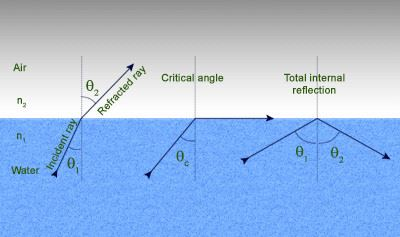 Air
n2
n1
Water
θ2
Refracted ray
Incident ray
θ1
Critical angle
θc
Total internal
reflection
θ1 θ2